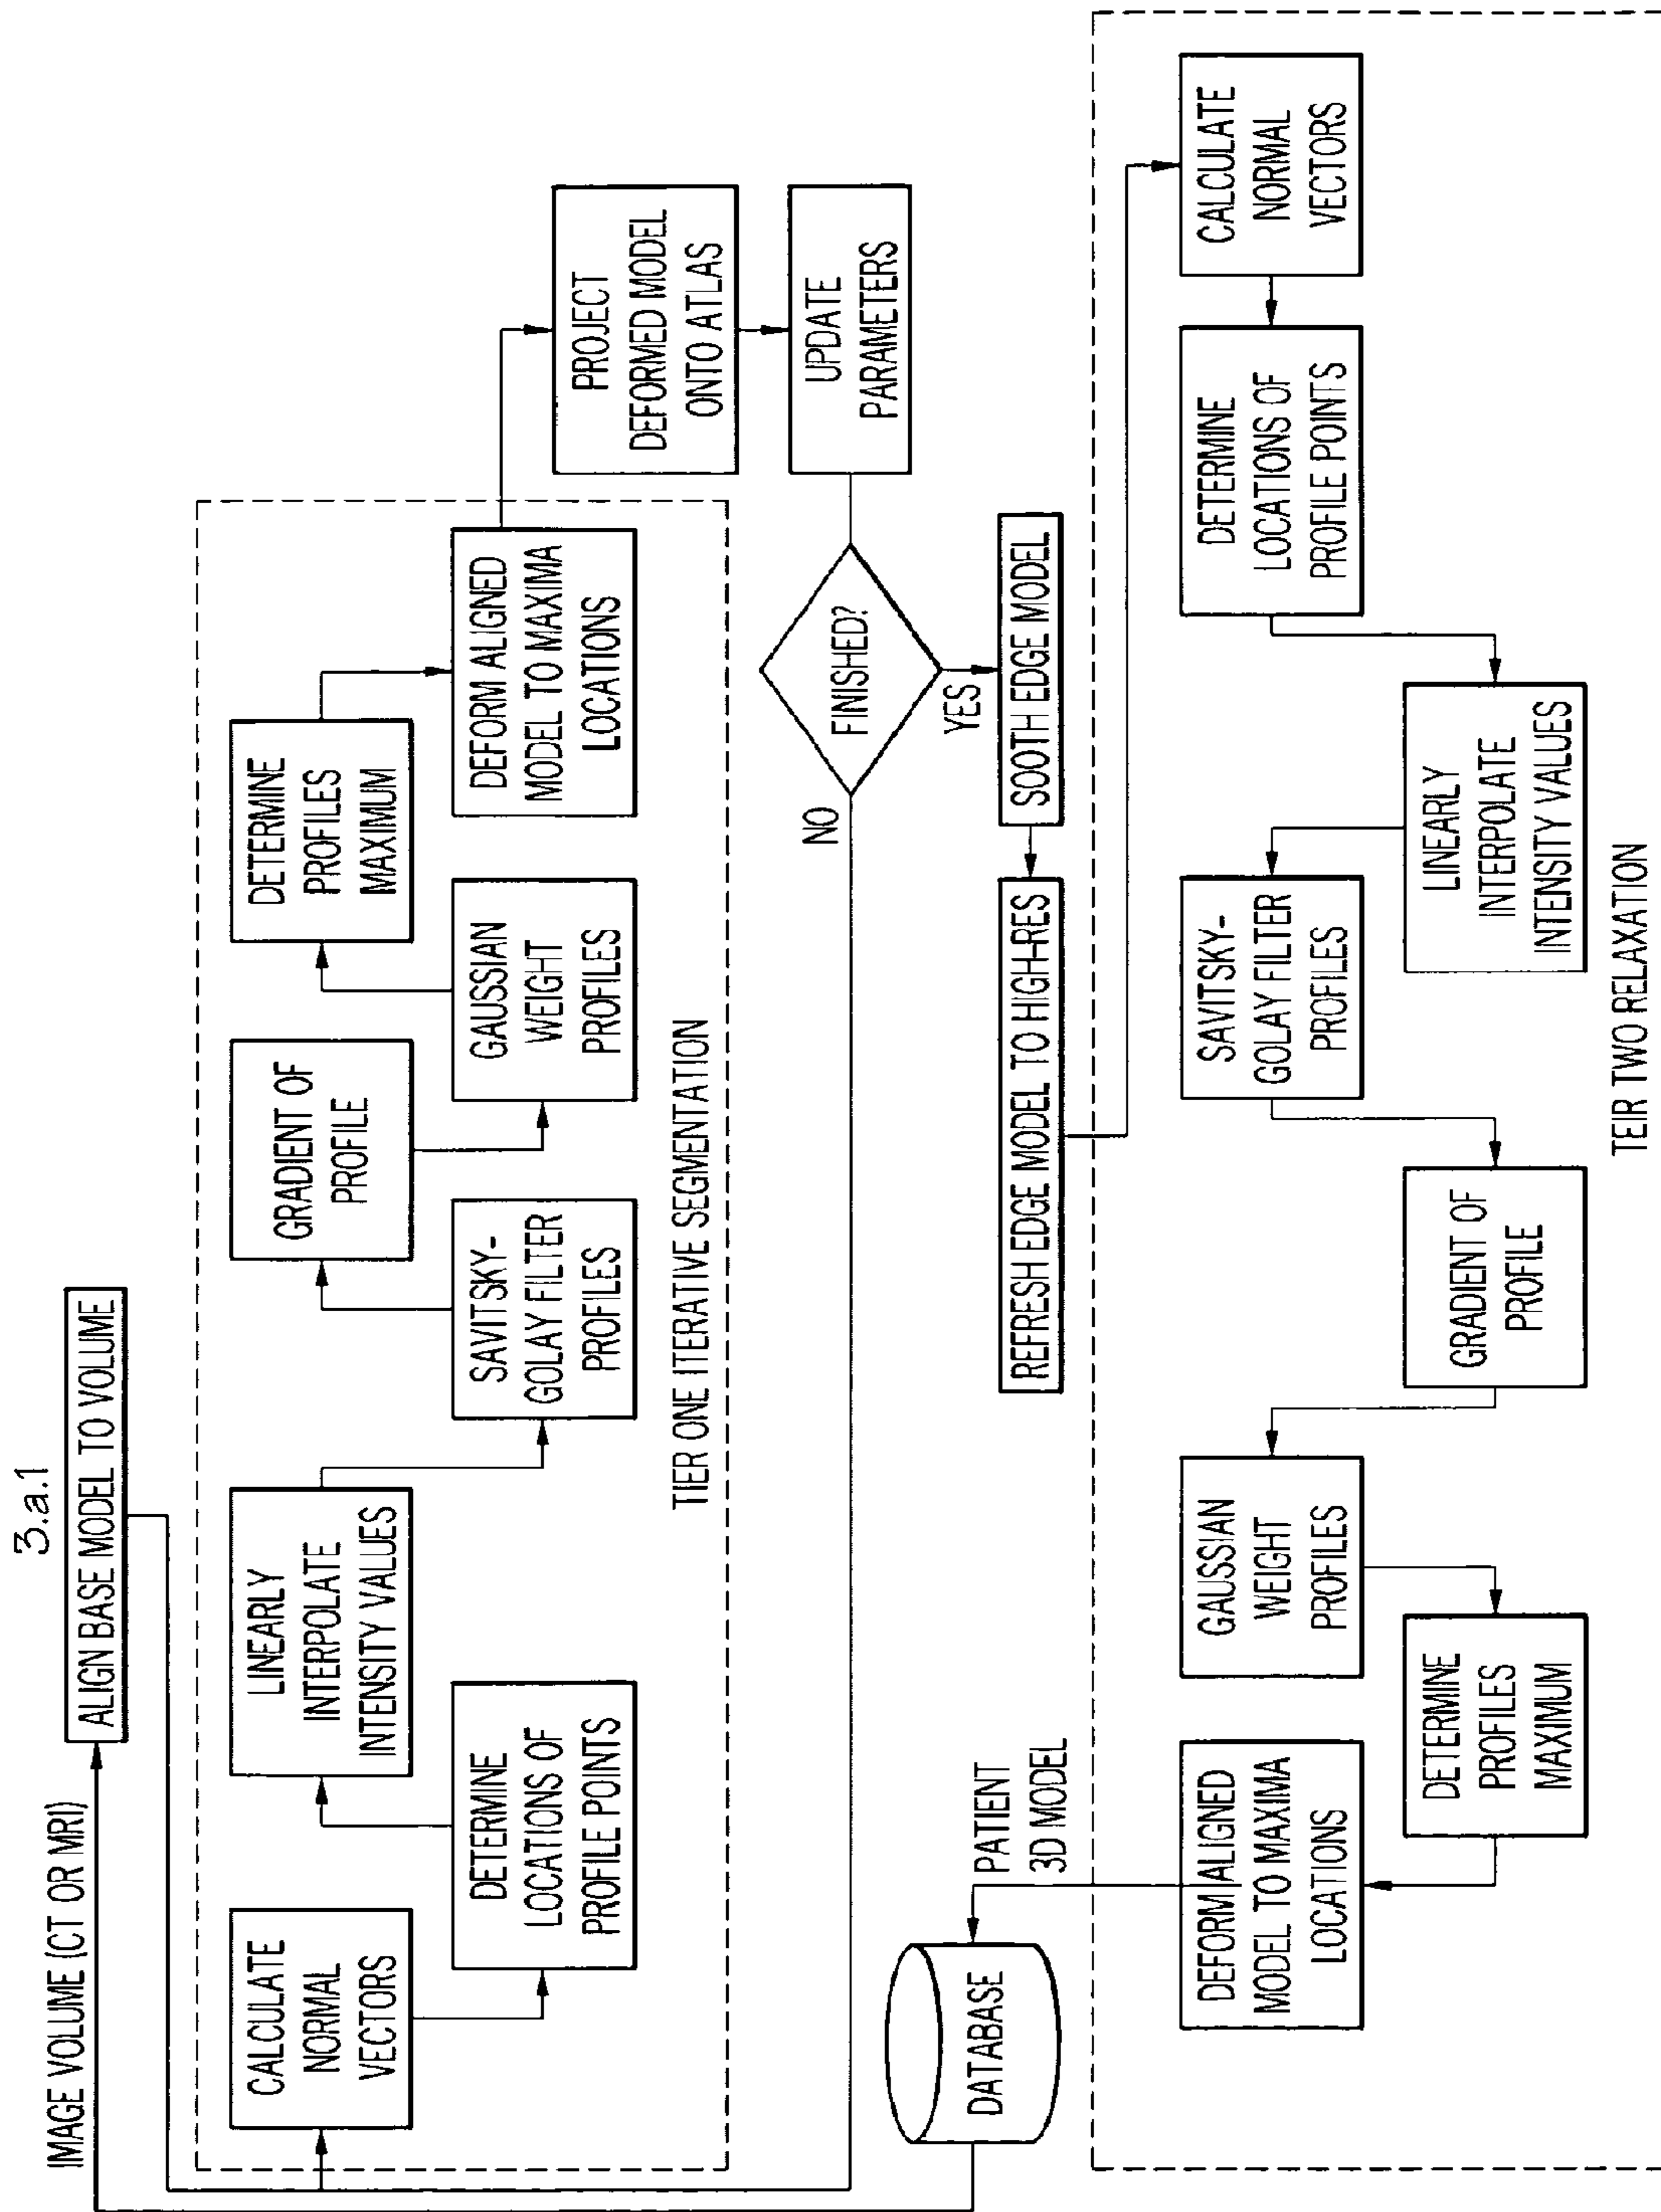 3.a.1
IMAGE VOLUME (CT OR MRI)
ALIGN BASE MODEL TO VOLUME
CALCULATE
NORMAL
VECTORS
DETERMINE
LOCATIONS OF
PROFILE POINTS
LINEARLY
INTERPOLATE
INTENSITY VALUES
SAVITSKY-
GOLAY FILTER
PROFILES
GRADIENT OF
PROFILE
GAUSSIAN
WEIGHT
PROFILES
DETERMINE
PROFILES
MAXIMUM
DEFORM ALIGNED
MODEL TO MAXIMA
LOCATIONS
TIER ONE ITERATIVE SEGMENTATION
PROJECT
DEFORMED MODEL
ONTO ATLAS
UPDATE
PARAMETERS
FINISHED?
NO
YES
SOOTH EDGE MODEL
REFRESH EDGE MODEL TO HIGH-RES
CALCULATE
NORMAL
VECTORS
DETERMINE
LOCATIONS OF
PROFILE POINTS
LINEARLY
INTERPOLATE
INTENSITY VALUES
SAVITSKY-
GOLAY FILTER
PROFILES
GRADIENT OF
PROFILE
GAUSSIAN
WEIGHT
PROFILES
DETERMINE
PROFILES
MAXIMUM
DEFORM ALIGNED
MODEL TO MAXIMA
LOCATIONS
TEIR TWO RELAXATION
PATIENT
3D MODEL
DATABASE